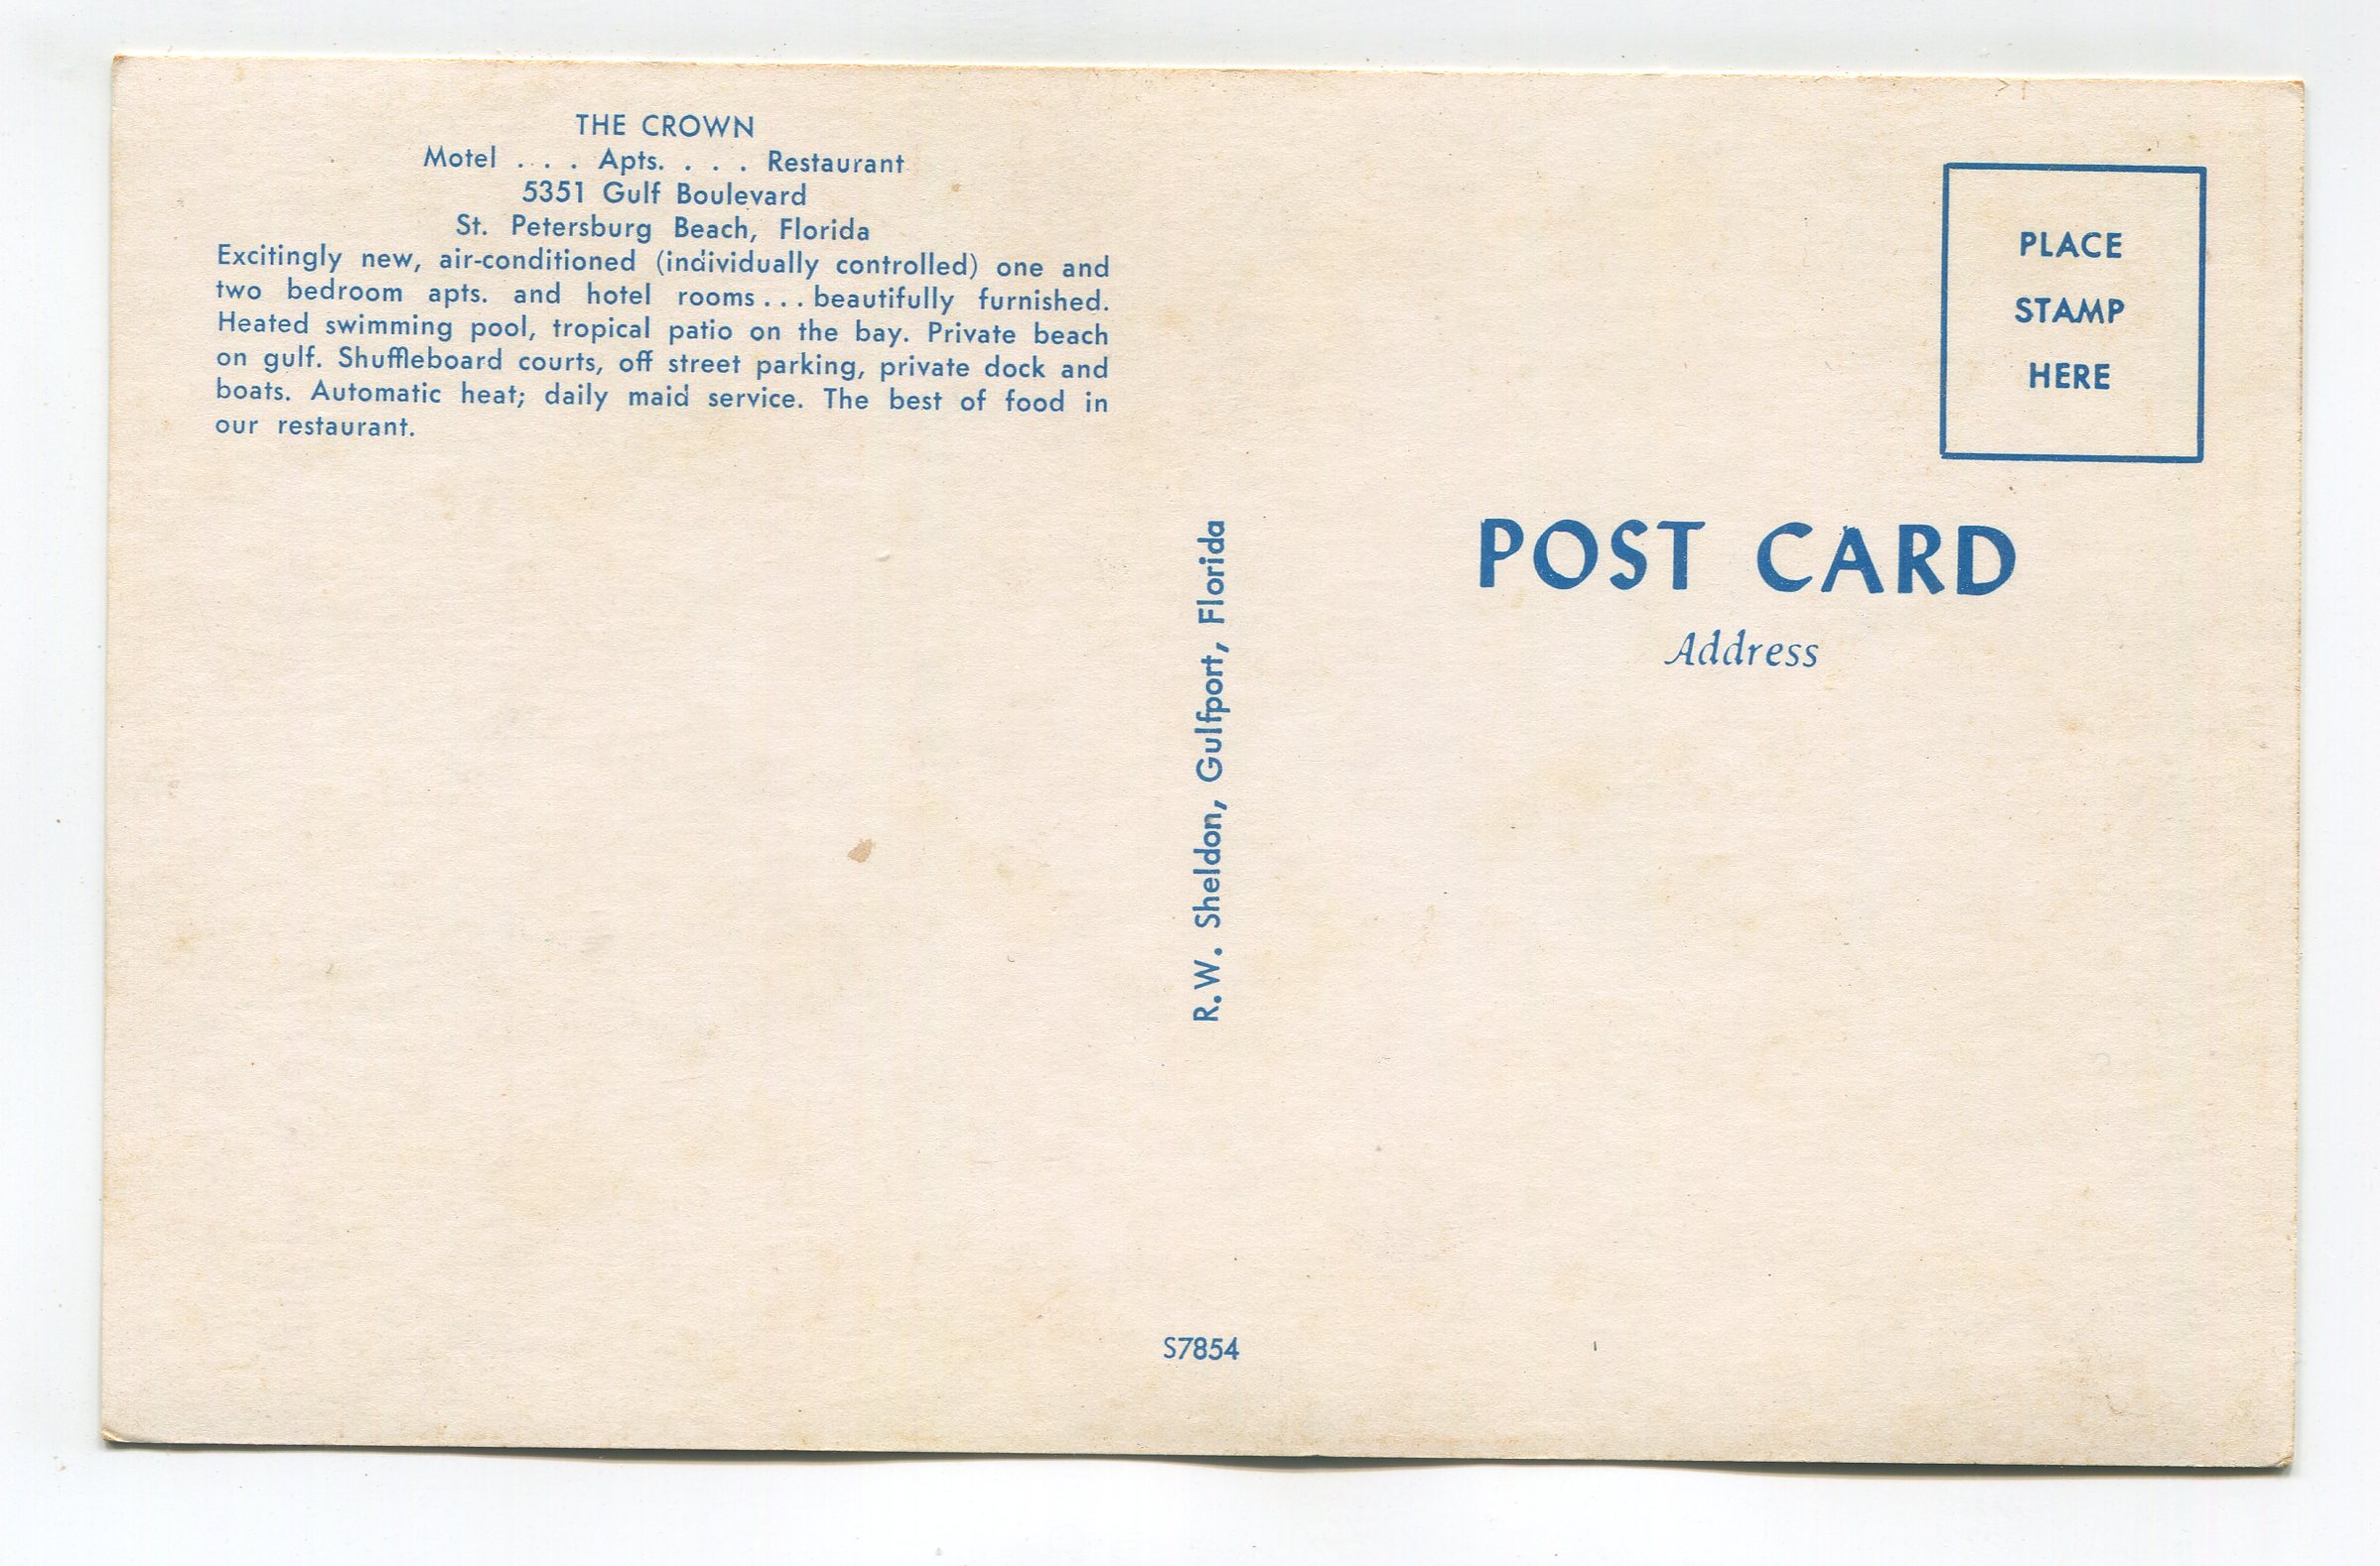 THE CROWN
Motel . . . Apts. . . . Restaurant
5351 Gulf Boulevard
St. Petersburg Beach, Florida
Excitingly new, air-conditioned (individually controlled) one and
two bedroom apts. and hotel rooms . . . beautifully furnished.
Heated swimming pool, tropical patio on the bay. Private beach
on gulf. Shuffleboard courts, off street parking, private dock and
boats. Automatic heat; daily maid service. The best of food in
our restaurant.
R.W. Sheldon, Gulfport, Florida
S7854
PLACE
STAMP
HERE
POST CARD
Address